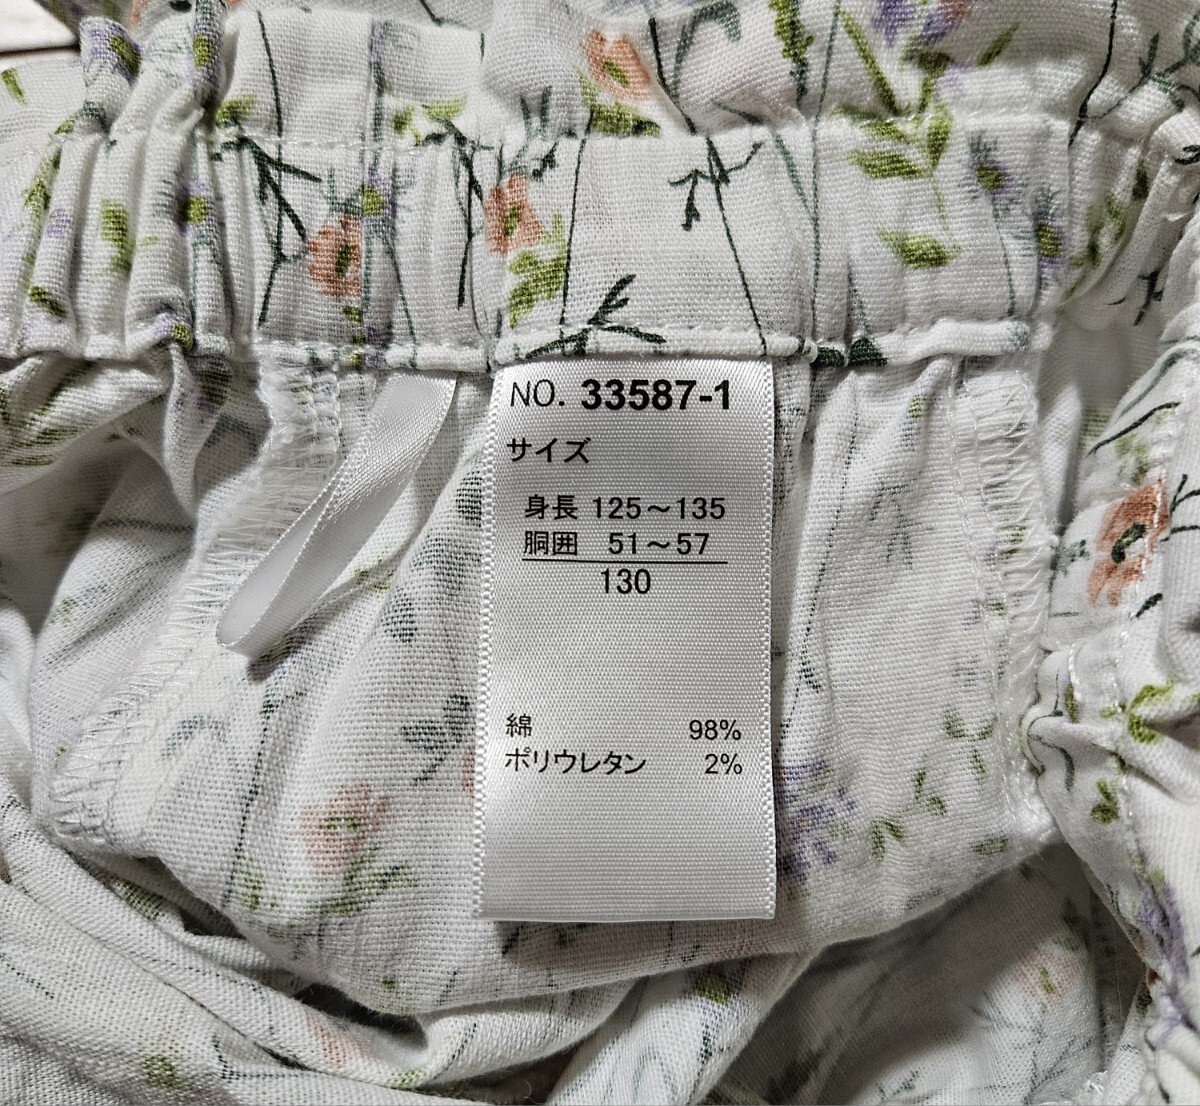 NO. 33587-1
サイズ
身長 125～135
胴囲 51～57
130
綿 98%
ポリウレタン 2%